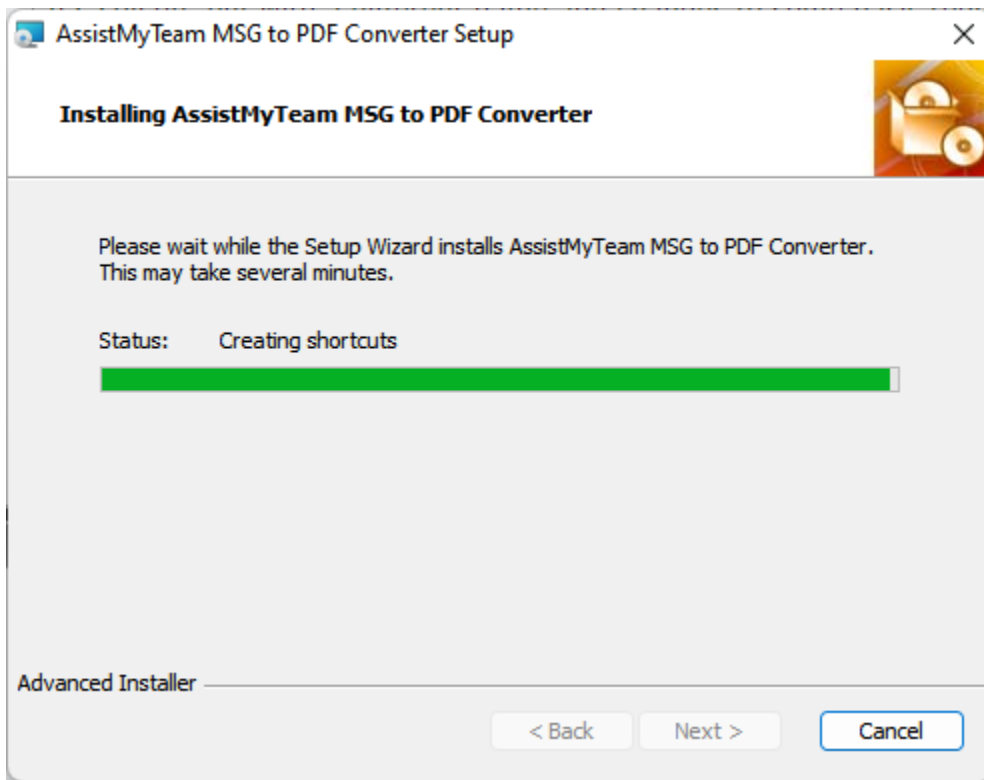 AssistMyTeam MSG to PDF Converter Setup
Installing AssistMyTeam MSG to PDF Converter
Please wait while the Setup Wizard installs AssistMyTeam MSG to PDF Converter.
This may take several minutes.
Status: Creating shortcuts
Advanced Installer
< Back Next > Cancel